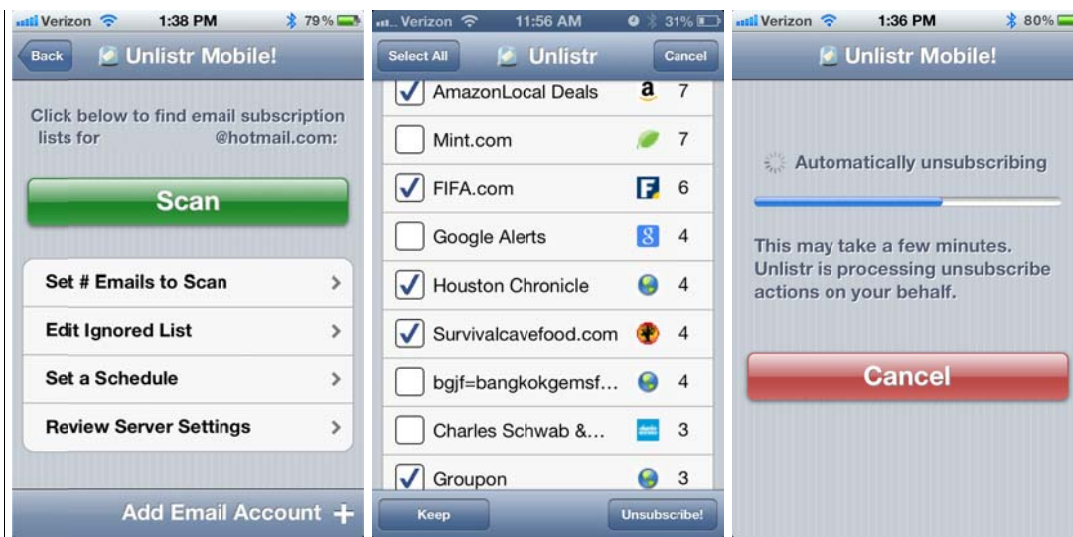 Verizon 1:38 PM 79%
Back Unlistr Mobile!
Click below to find email subscription
lists for @hotmail.com:
Scan
Set # Emails to Scan
Edit Ignored List
Set a Schedule
Review Server Settings
Add Email Account +
... Verizon 11:56 AM 31%
Select All Unlistr Cancel
AmazonLocal Deals a 7
Mint.com 7
FIFA.com F 6
Google Alerts 8 4
Houston Chronicle 4
Survivalcavefood.com 4
bgjf=bangkokgemsf... 4
Charles Schwab &... 3
Groupon 3
Keep Unsubscribe!
Verizon 1:36 PM 80%
Unlistr Mobile!
Automatically unsubscribing
This may take a few minutes.
Unlistr is processing unsubscribe
actions on your behalf.
Cancel